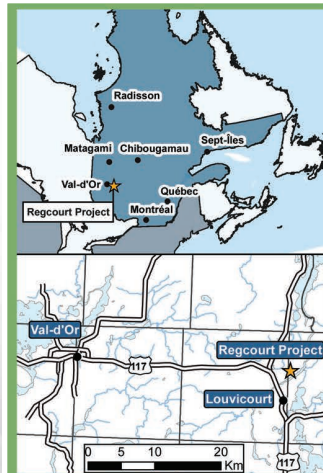 Radisson
Sept-Îles
Matagami
Chibougamau
Val-d'Or
Québec
Regcourt Project
Montréal
Val-d'Or
Regcourt Project
117
117
Louvicourt
0 5 10 20
Km
117